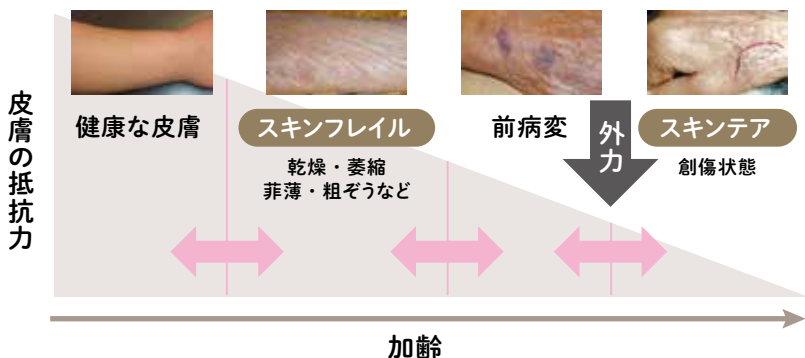 皮膚の抵抗力
健康な皮膚
スキンフレイル
乾燥・萎縮
菲薄・粗ぞうなど
前病変
外力
スキンテア
創傷状態
加齢